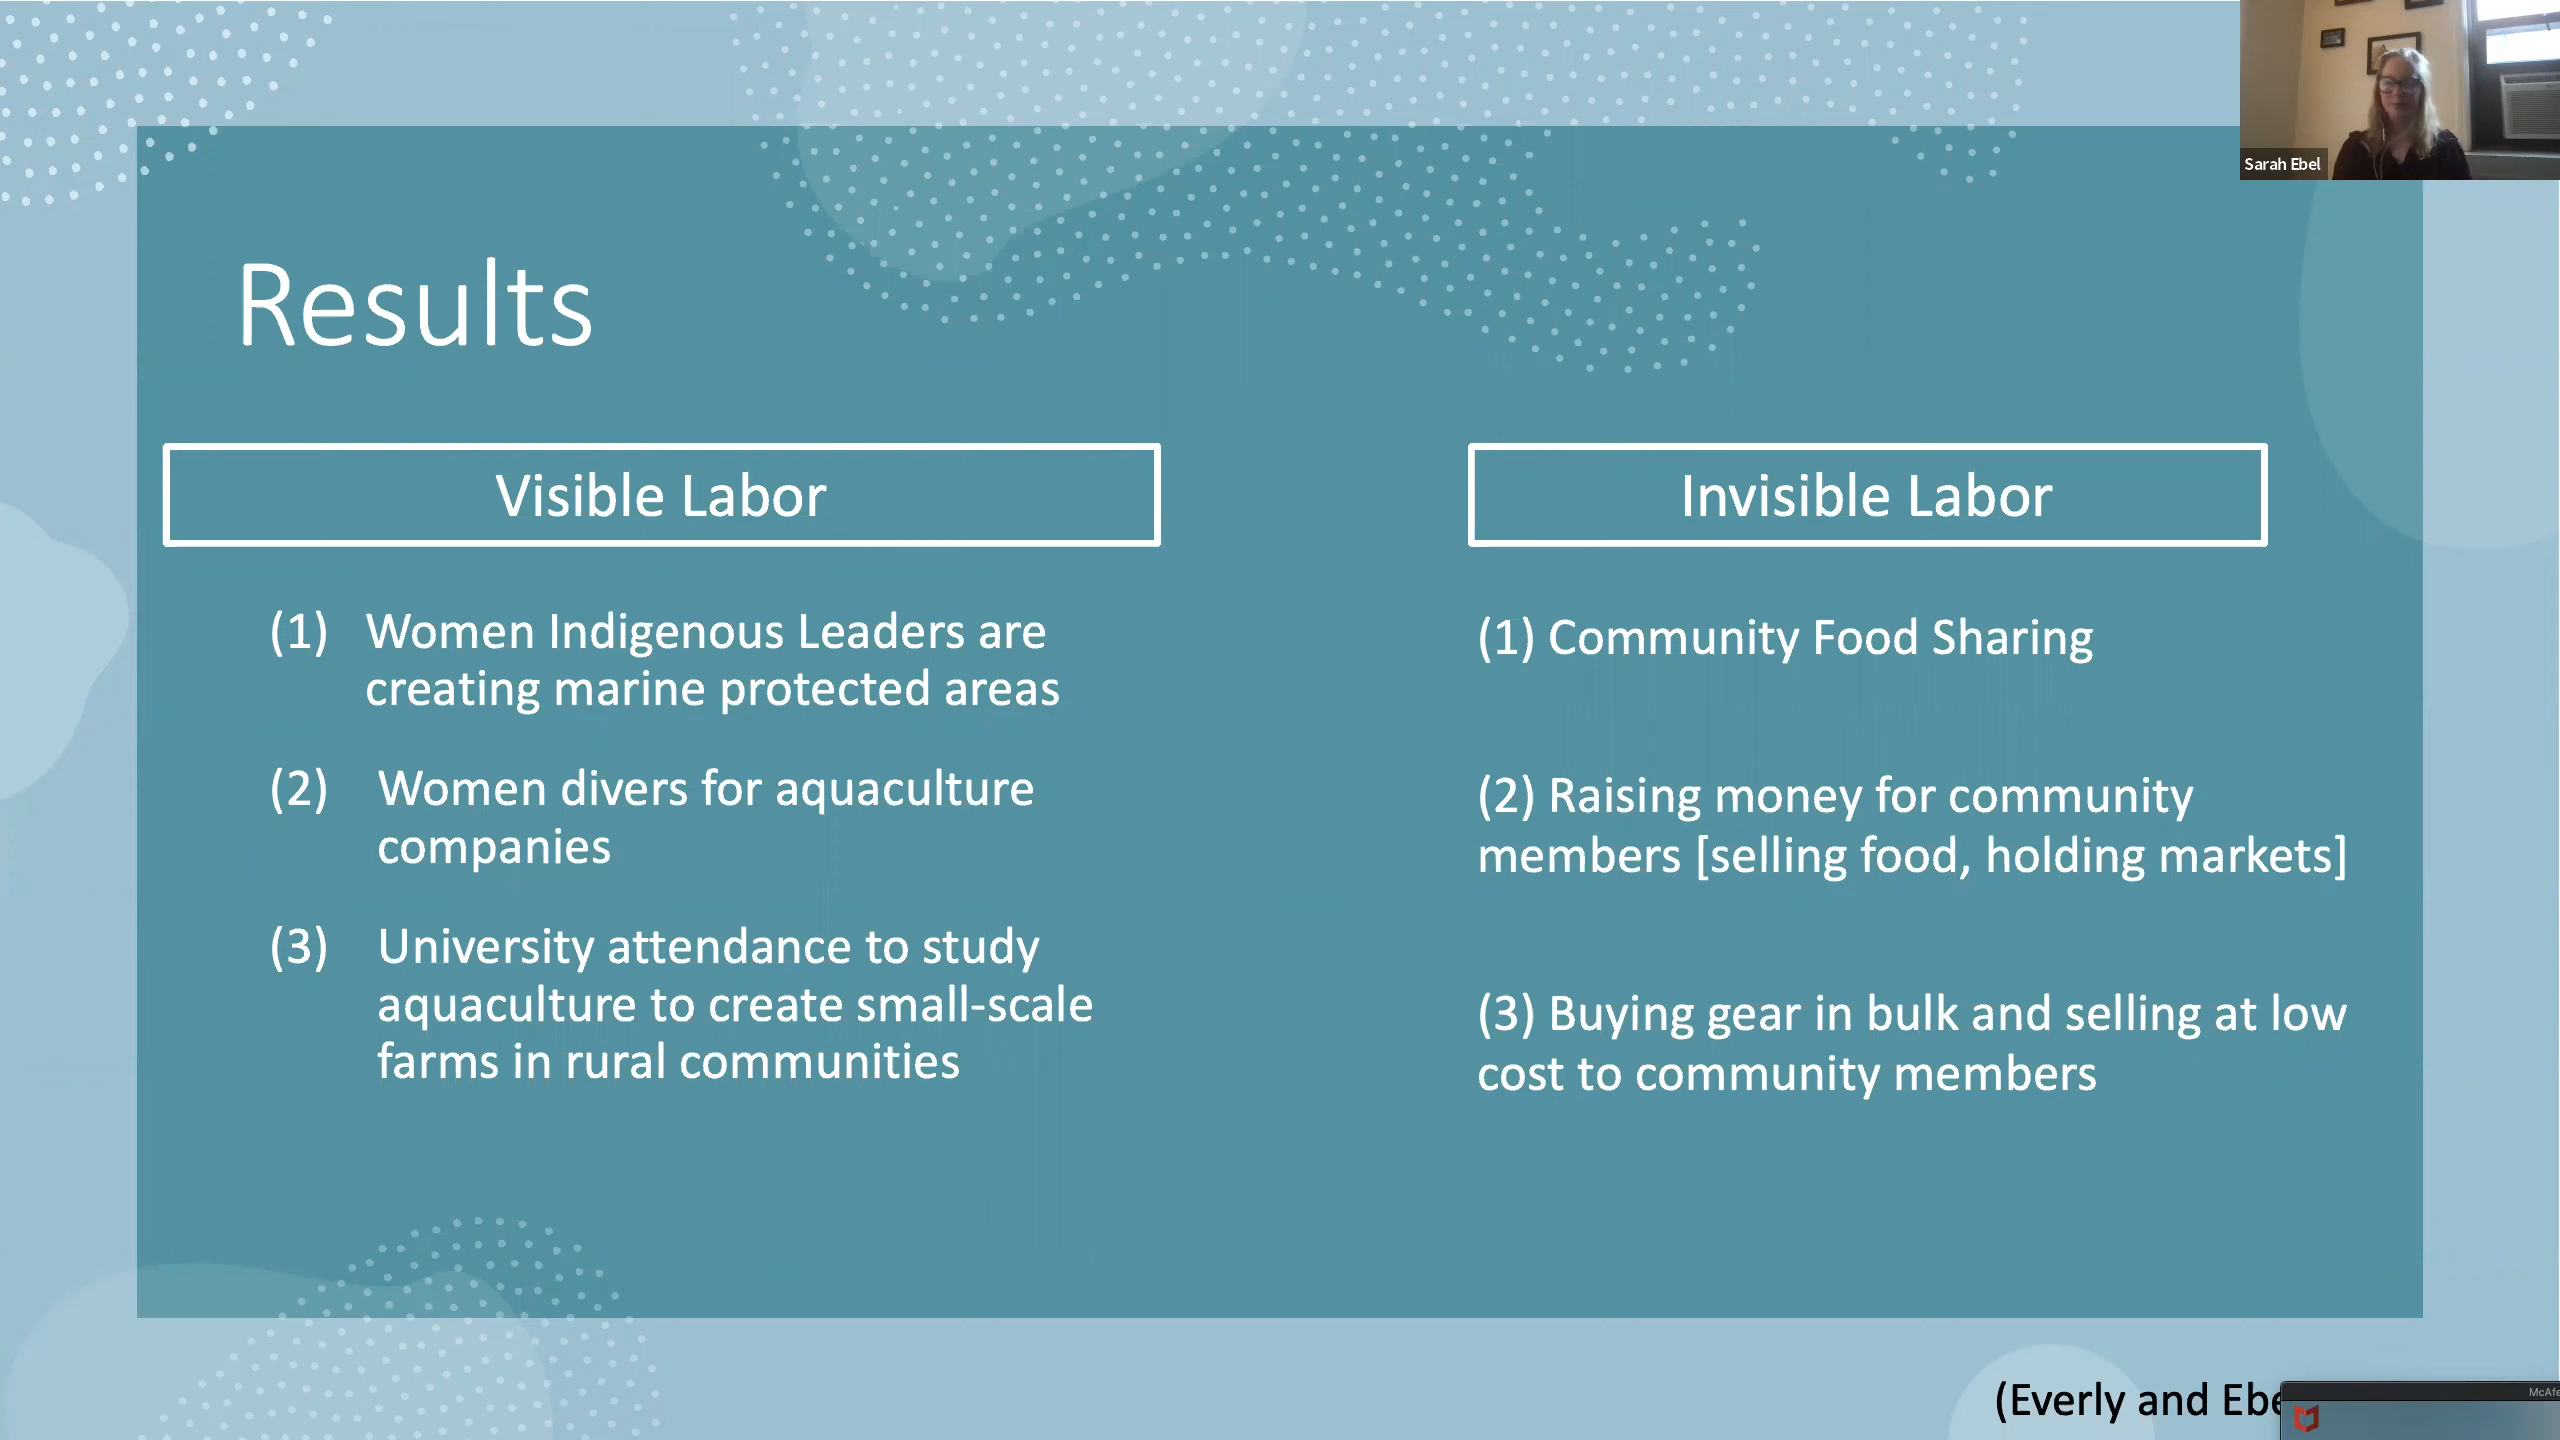 Sarah Ebel
Results
Visible Labor
(1) Women Indigenous Leaders are
creating marine protected areas
(2) Women divers for aquaculture
companies
(3) University attendance to study
aquaculture to create small-scale
farms in rural communities
Invisible Labor
(1) Community Food Sharing
(2) Raising money for community
members [selling food, holding markets]
(3) Buying gear in bulk and selling at low
cost to community members
(Everly and